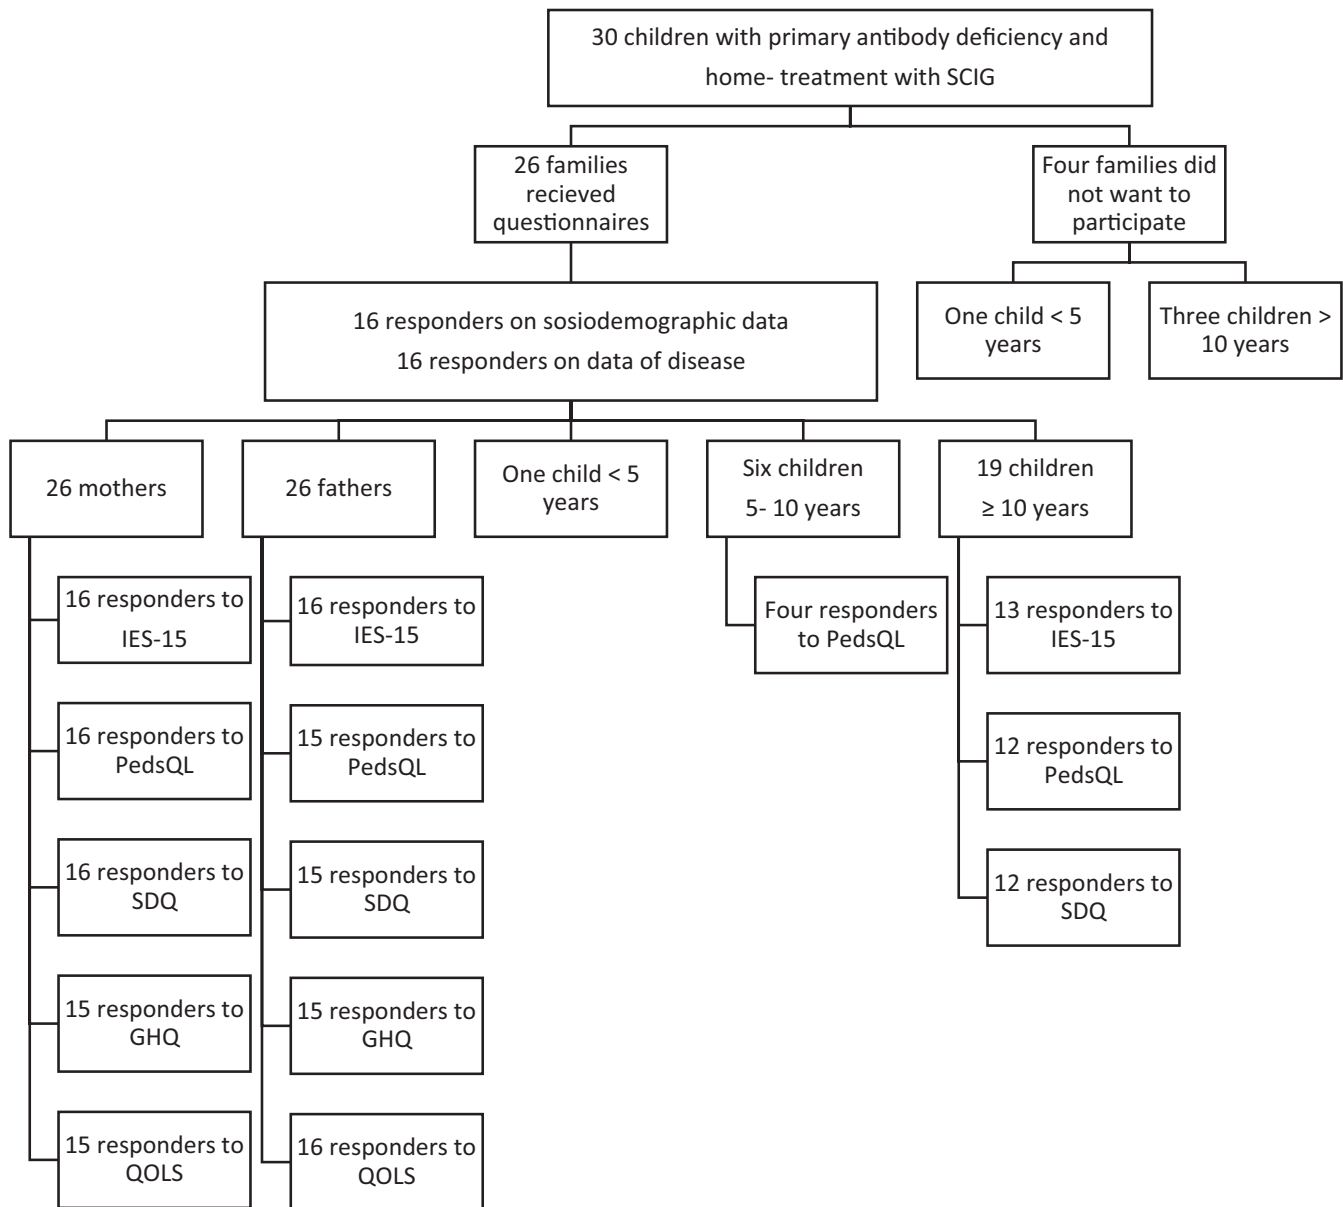 30 children with primary antibody deficiency and
home- treatment with SCIG
26 families
recieved
questionnaires
Four families did
not want to
participate
16 responders on sosiodemographic data
16 responders on data of disease
One child < 5
years
Three children >
10 years
26 mothers
26 fathers
One child < 5
years
Six children
5- 10 years
19 children
≥ 10 years
16 responders to
IES-15
16 responders to
PedsQL
16 responders to
SDQ
15 responders to
GHQ
15 responders to
QOLS
16 responders to
IES-15
15 responders to
PedsQL
15 responders to
SDQ
15 responders to
GHQ
16 responders to
QOLS
Four responders
to PedsQL
13 responders to
IES-15
12 responders to
PedsQL
12 responders to
SDQ